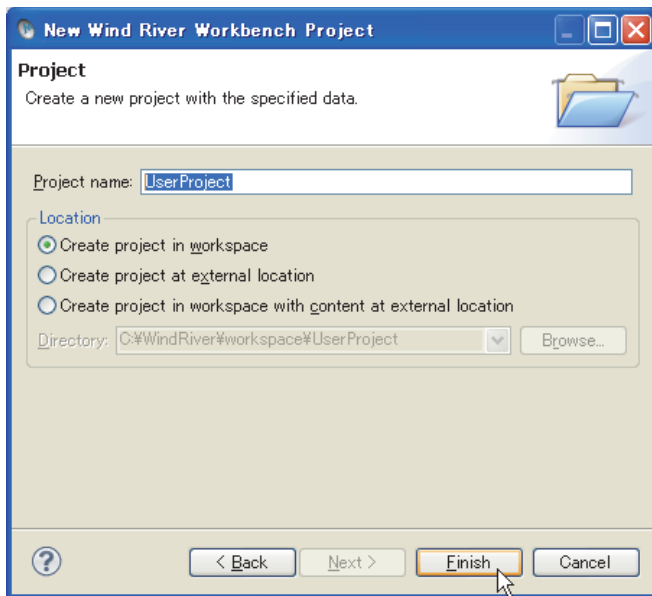 New Wind River Workbench Project
Project
Create a new project with the specified data.
Project name: UserProject
Location
Create project in workspace
Create project at external location
Create project in workspace with content at external location
Directory: C:¥WindRiver¥workspace¥UserProject Browse...
? < Back Next > Finish Cancel